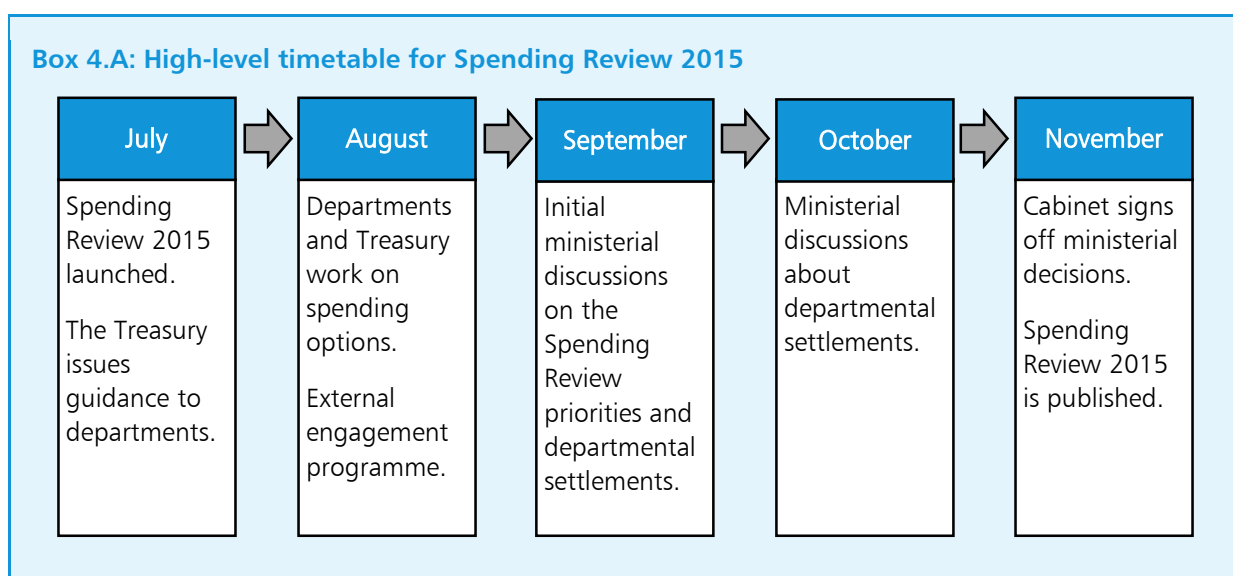 Box 4.A: High-level timetable for Spending Review 2015
July
Spending
Review 2015
launched.
The Treasury
issues
guidance to
departments.
August
Departments
and Treasury
work on
spending
options.
External
engagement
programme.
September
Initial
ministerial
discussions
on the
Spending
Review
priorities and
departmental
settlements.
October
Ministerial
discussions
about
departmental
settlements.
November
Cabinet signs
off ministerial
decisions.
Spending
Review 2015
is published.